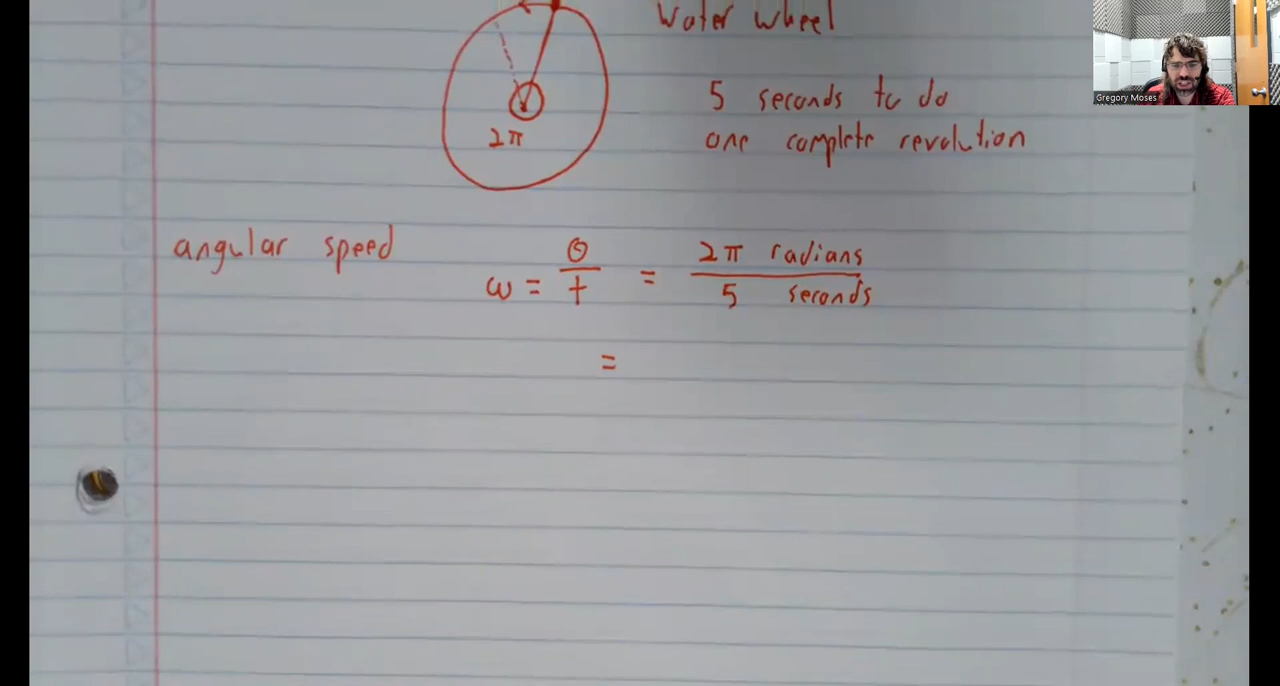 Water wheel
Gregory Moses
5 seconds to do
one complete revolution
2π
angular speed
ω = θ/t = 2π radians / 5 seconds
=